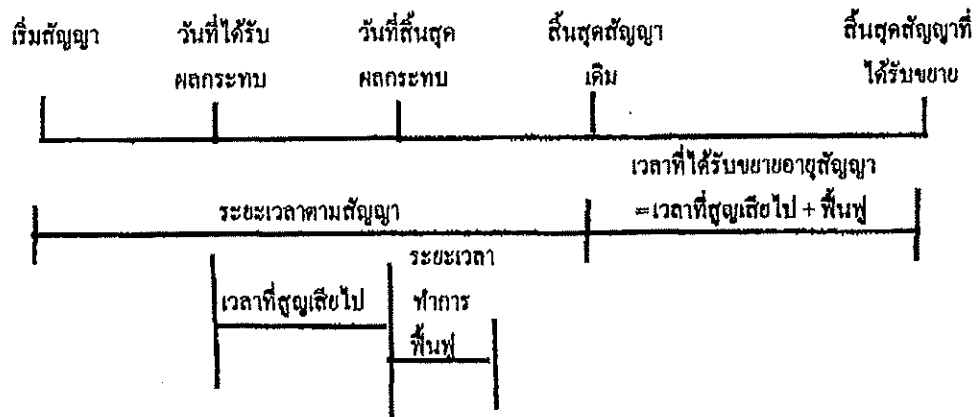 เริ่มสัญญา วันที่ได้รับ วันที่สิ้นสุด สิ้นสุดสัญญา สิ้นสุดสัญญาที่
ผลกระทบ ผลกระทบ เดิม ได้รับขยาย
เวลาที่ได้รับขยายอายุสัญญา
ระยะเวลาตามสัญญา =เวลาที่สูญเสียไป + ฟื้นฟู
ระยะเวลา
เวลาที่สูญเสียไป ทำการ
ฟื้นฟู